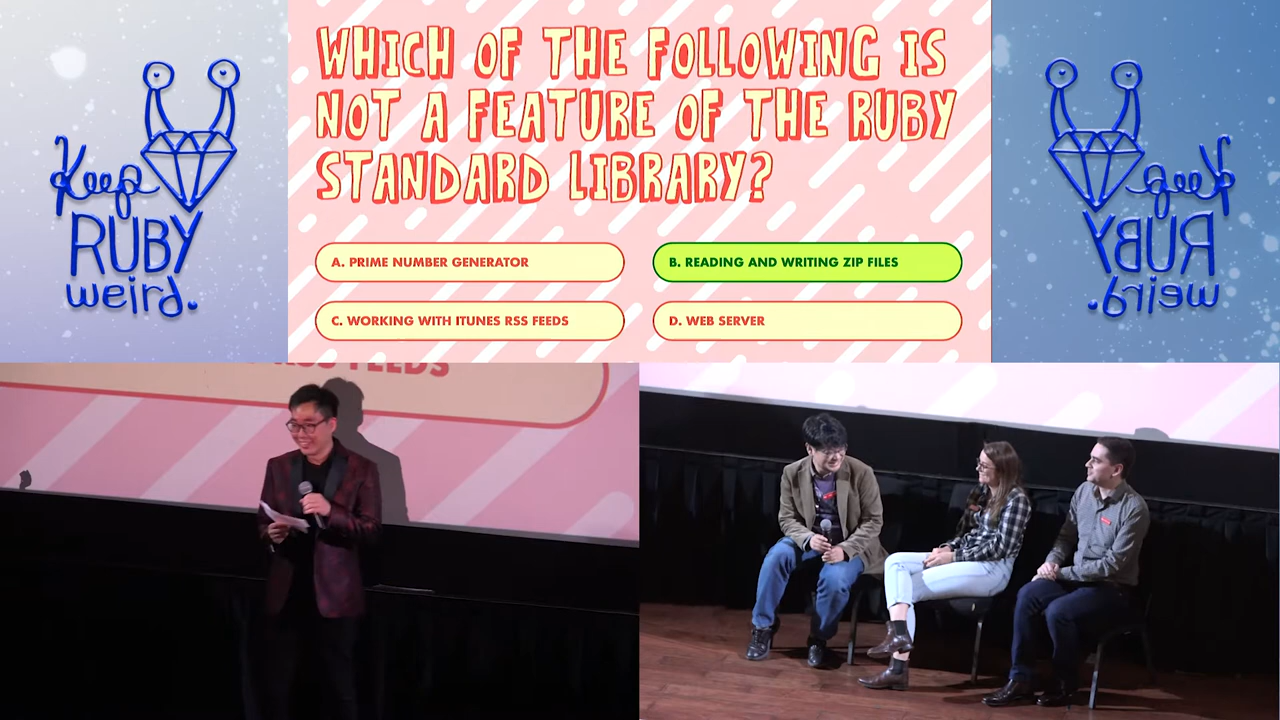 Keep
RUBY
weird.
WHICH OF THE FOLLOWING IS
NOT A FEATURE OF THE RUBY
STANDARD LIBRARY?
A. PRIME NUMBER GENERATOR
B. READING AND WRITING ZIP FILES
C. WORKING WITH ITUNES RSS FEEDS
D. WEB SERVER
Keep
RUBY
weird.
RSS FEEDS